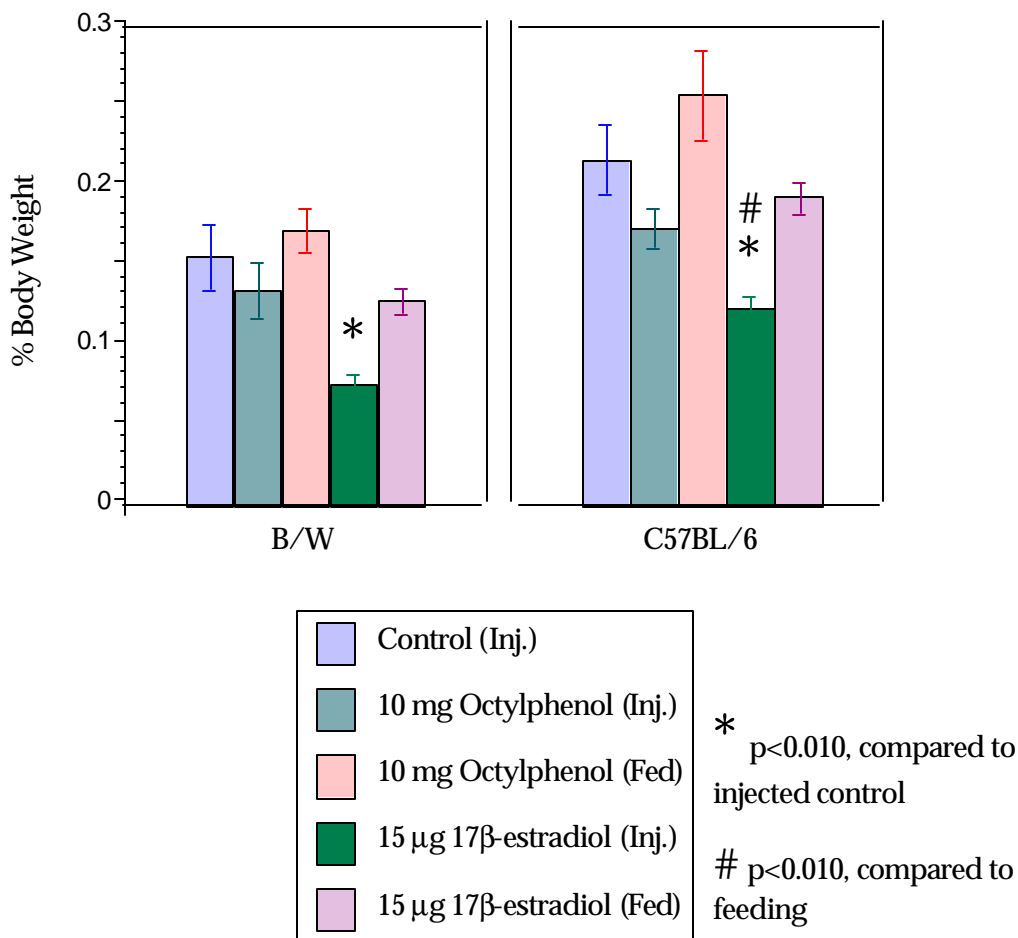 % Body Weight
0.3
0.2
0.1
0
#
*
*
B/W
C57BL/6
Control (Inj.)
10 mg Octylphenol (Inj.)
10 mg Octylphenol (Fed)
15 µg 17β-estradiol (Inj.)
15 µg 17β-estradiol (Fed)
* p<0.010, compared to
injected control
# p<0.010, compared to
feeding